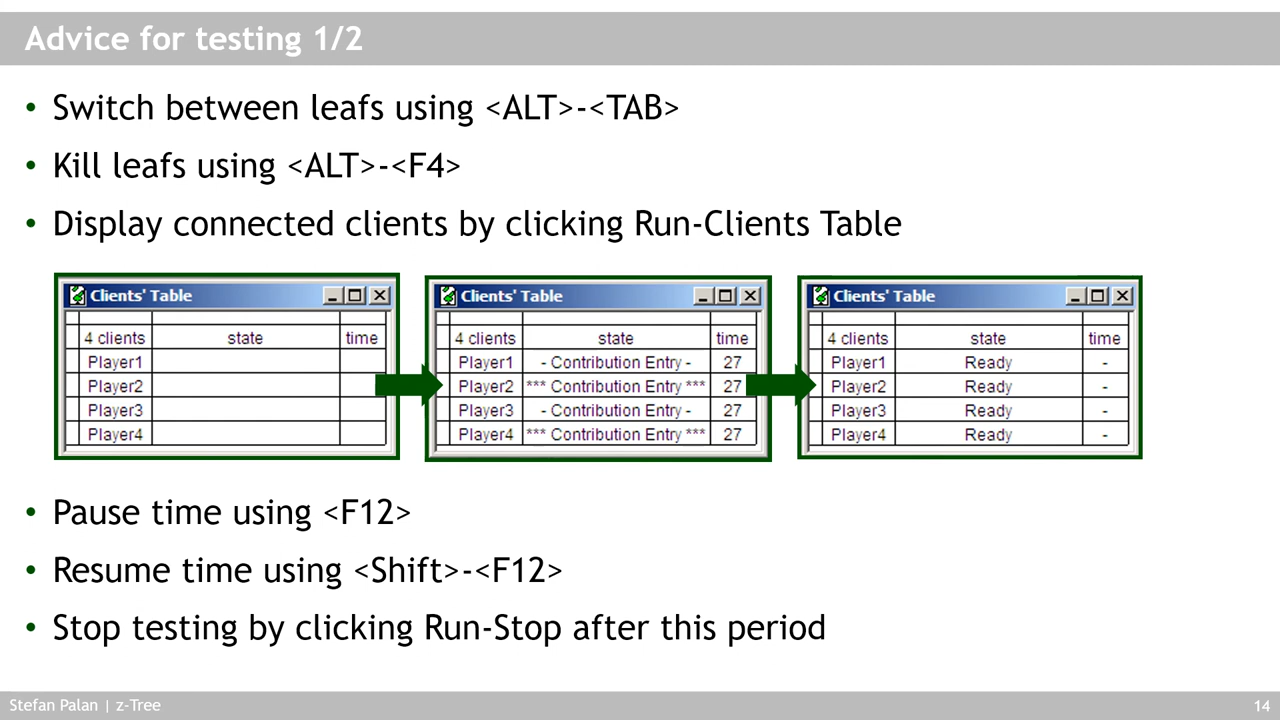 Advice for testing 1/2
• Switch between leafs using <ALT>-<TAB>
• Kill leafs using <ALT>-<F4>
• Display connected clients by clicking Run-Clients Table
Clients' Table
4 clients state time
Player1
Player2
Player3
Player4
Clients' Table
4 clients state time
Player1 - Contribution Entry - 27
Player2 *** Contribution Entry *** 27
Player3 - Contribution Entry - 27
Player4 *** Contribution Entry *** 27
Clients' Table
4 clients state time
Player1 Ready -
Player2 Ready -
Player3 Ready -
Player4 Ready -
• Pause time using <F12>
• Resume time using <Shift>-<F12>
• Stop testing by clicking Run-Stop after this period
Stefan Palan | z-Tree 14